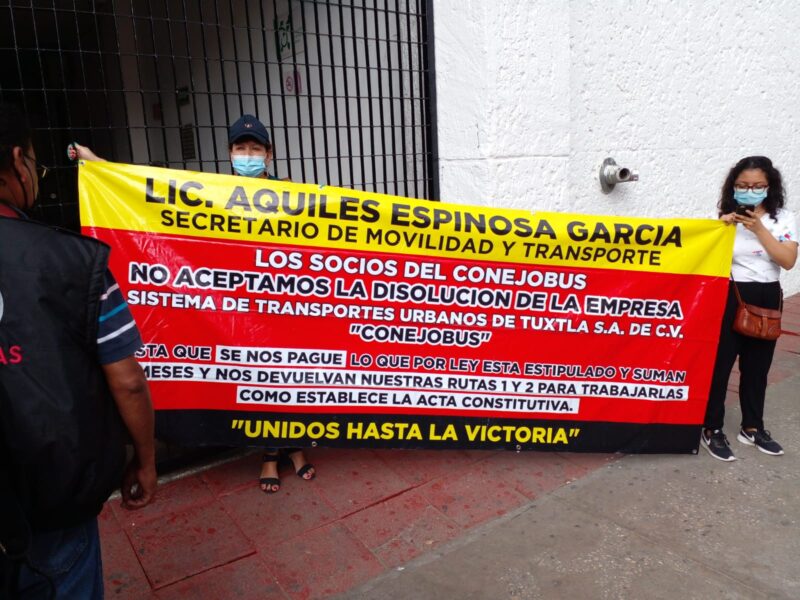 LIC. AQUILES ESPINOSA GARCIA
SECRETARIO DE MOVILIDAD Y TRANSPORTE
LOS SOCIOS DEL CONEJOBUS
NO ACEPTAMOS LA DISOLUCION DE LA EMPRESA
SISTEMA DE TRANSPORTES URBANOS DE TUXTLA S.A. DE C.V.
"CONEJOBUS"
STA QUE SE NOS PAGUE LO QUE POR LEY ESTA ESTIPULADO Y SUMAN
MESES Y NOS DEVUELVAN NUESTRAS RUTAS 1 Y 2 PARA TRABAJARLAS
COMO ESTABLECE LA ACTA CONSTITUTIVA.
"UNIDOS HASTA LA VICTORIA"
AS